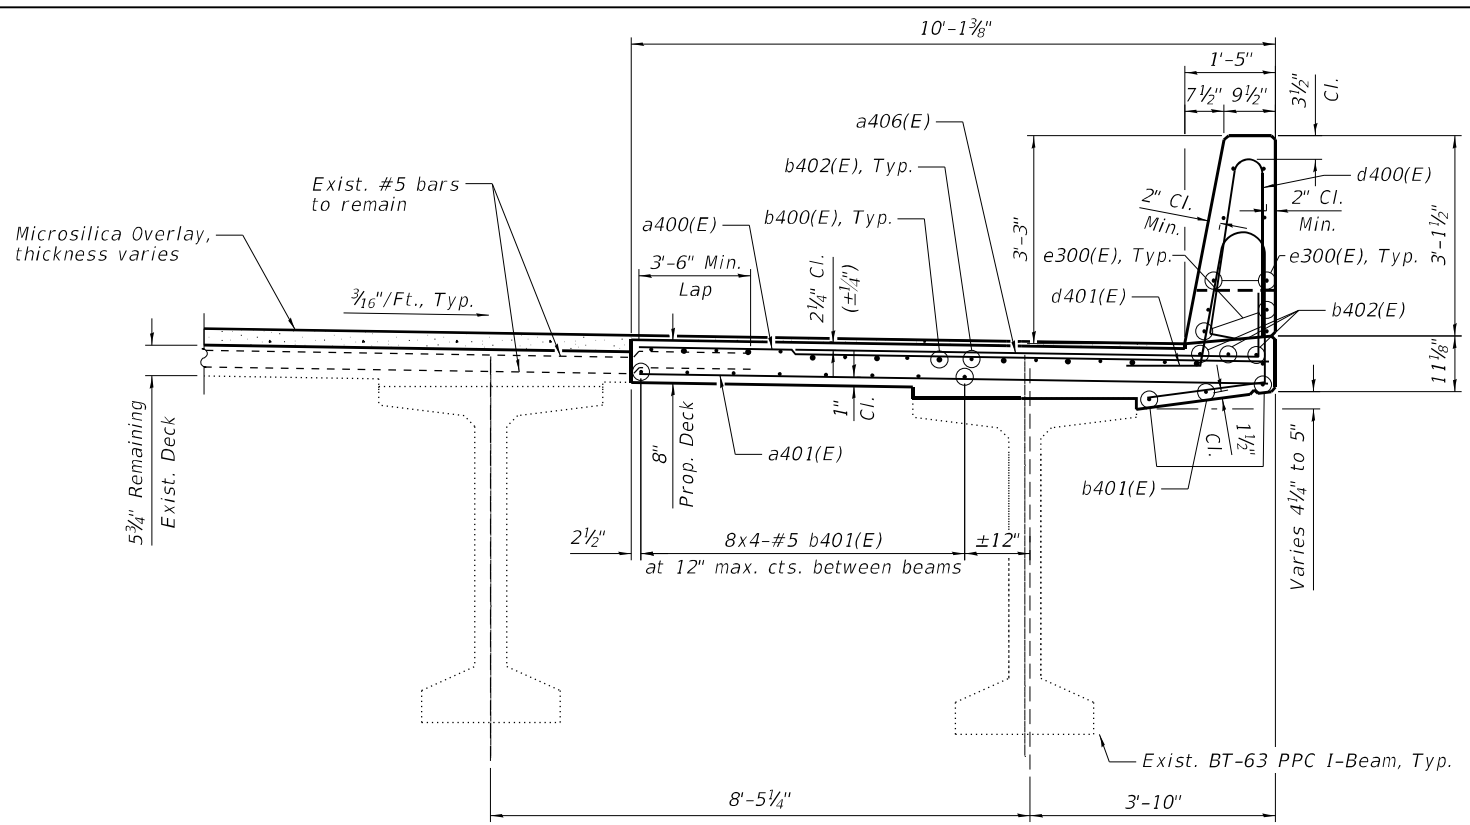 10'-1⅜"
1'-5"
7½"
9½"
3½"
Cl.
a406(E)
b402(E), Typ.
b400(E), Typ.
a400(E)
3'-6" Min.
Lap
2¼" Cl.
(±¼")
3'-3"
2" Cl.
Min.
d400(E)
2" Cl.
Min.
3'-1½"
e300(E), Typ.
e300(E), Typ.
d401(E)
b402(E)
11⅛"
Exist. #5 bars
to remain
Microsilica Overlay,
thickness varies
3⁄16"/Ft., Typ.
5¾" Remaining
Exist. Deck
8"
Prop. Deck
1"
Cl.
a401(E)
1½"
Cl.
b401(E)
Varies 4¼" to 5"
2½"
8x4-#5 b401(E)
at 12" max. cts. between beams
±12"
Exist. BT-63 PPC I-Beam, Typ.
8'-5¼"
3'-10"